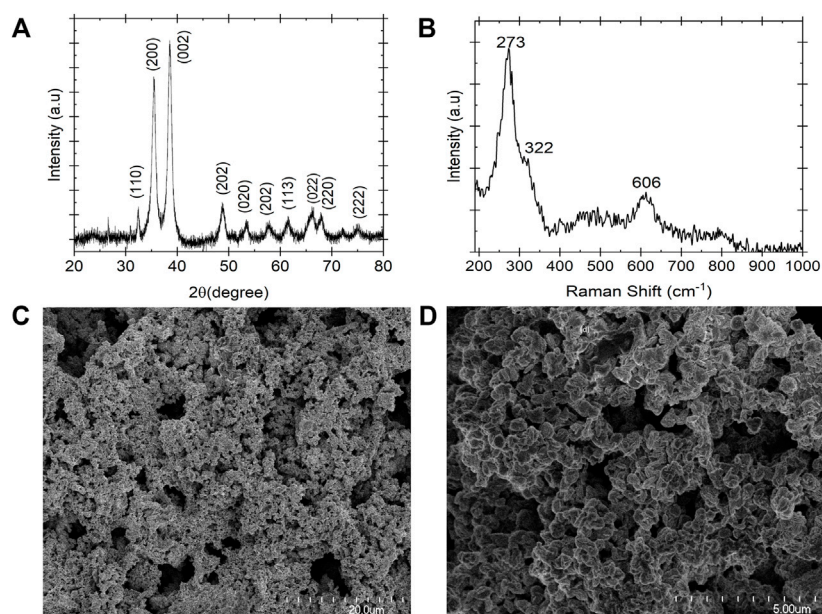 A
Intensity (a.u)
(110)
(200)
(002)
(202)
(020)
(202)
(113)
(022)
(220)
(222)
20 30 40 50 60 70 80
2θ(degree)
B
Intensity (a.u)
273
322
606
200 300 400 500 600 700 800 900 1000
Raman Shift (cm⁻¹)
C
20.0um
D
5.00um